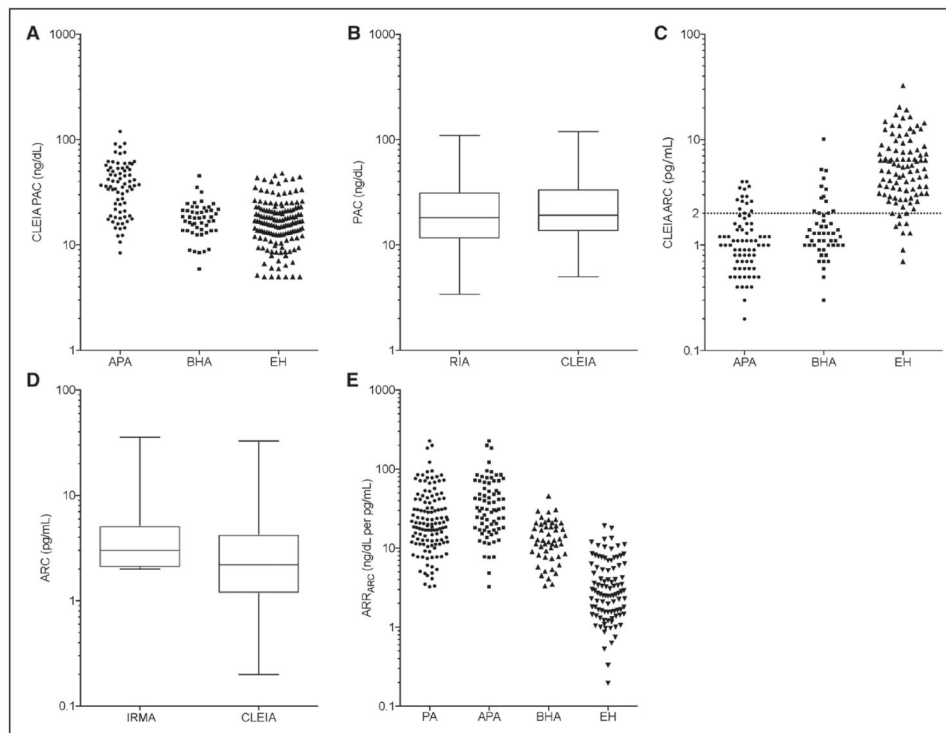 A
CLEIA PAC (ng/dL)
1000
100
10
1
APA BHA EH
B
PAC (ng/dL)
1000
100
10
1
RIA CLEIA
C
CLEIA ARC (pg/mL)
100
10
2
1
0.1
APA BHA EH
D
ARC (pg/mL)
100
10
1
0.1
IRMA CLEIA
E
ARR ARC (ng/dL per pg/mL)
1000
100
10
1
0.1
PA APA BHA EH